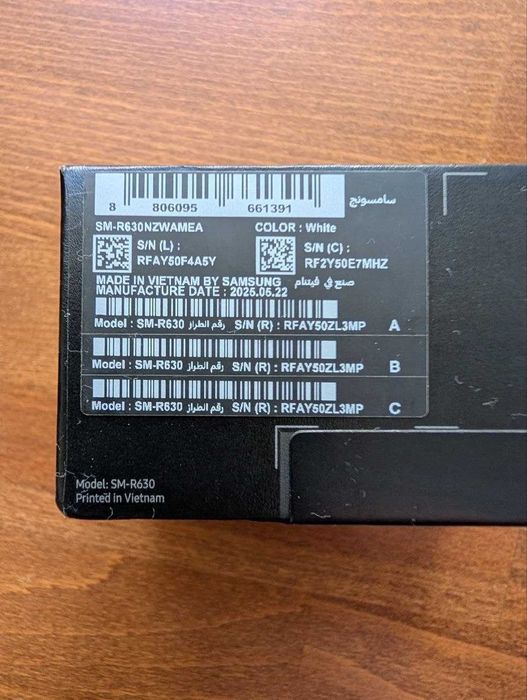 8 806095 661391 سامسونج
SM-R630NZWAMEA COLOR : White
S/N (L) : S/N (C) :
RFAY50F4A5Y RF2Y50E7MHZ
MADE IN VIETNAM BY SAMSUNG صنع في فيتنام
MANUFACTURE DATE : 2025.05.22
Model : SM-R630 رقم الطراز S/N (R) : RFAY50ZL3MP A
Model : SM-R630 رقم الطراز S/N (R) : RFAY50ZL3MP B
Model : SM-R630 رقم الطراز S/N (R) : RFAY50ZL3MP C
Model: SM-R630
Printed in Vietnam